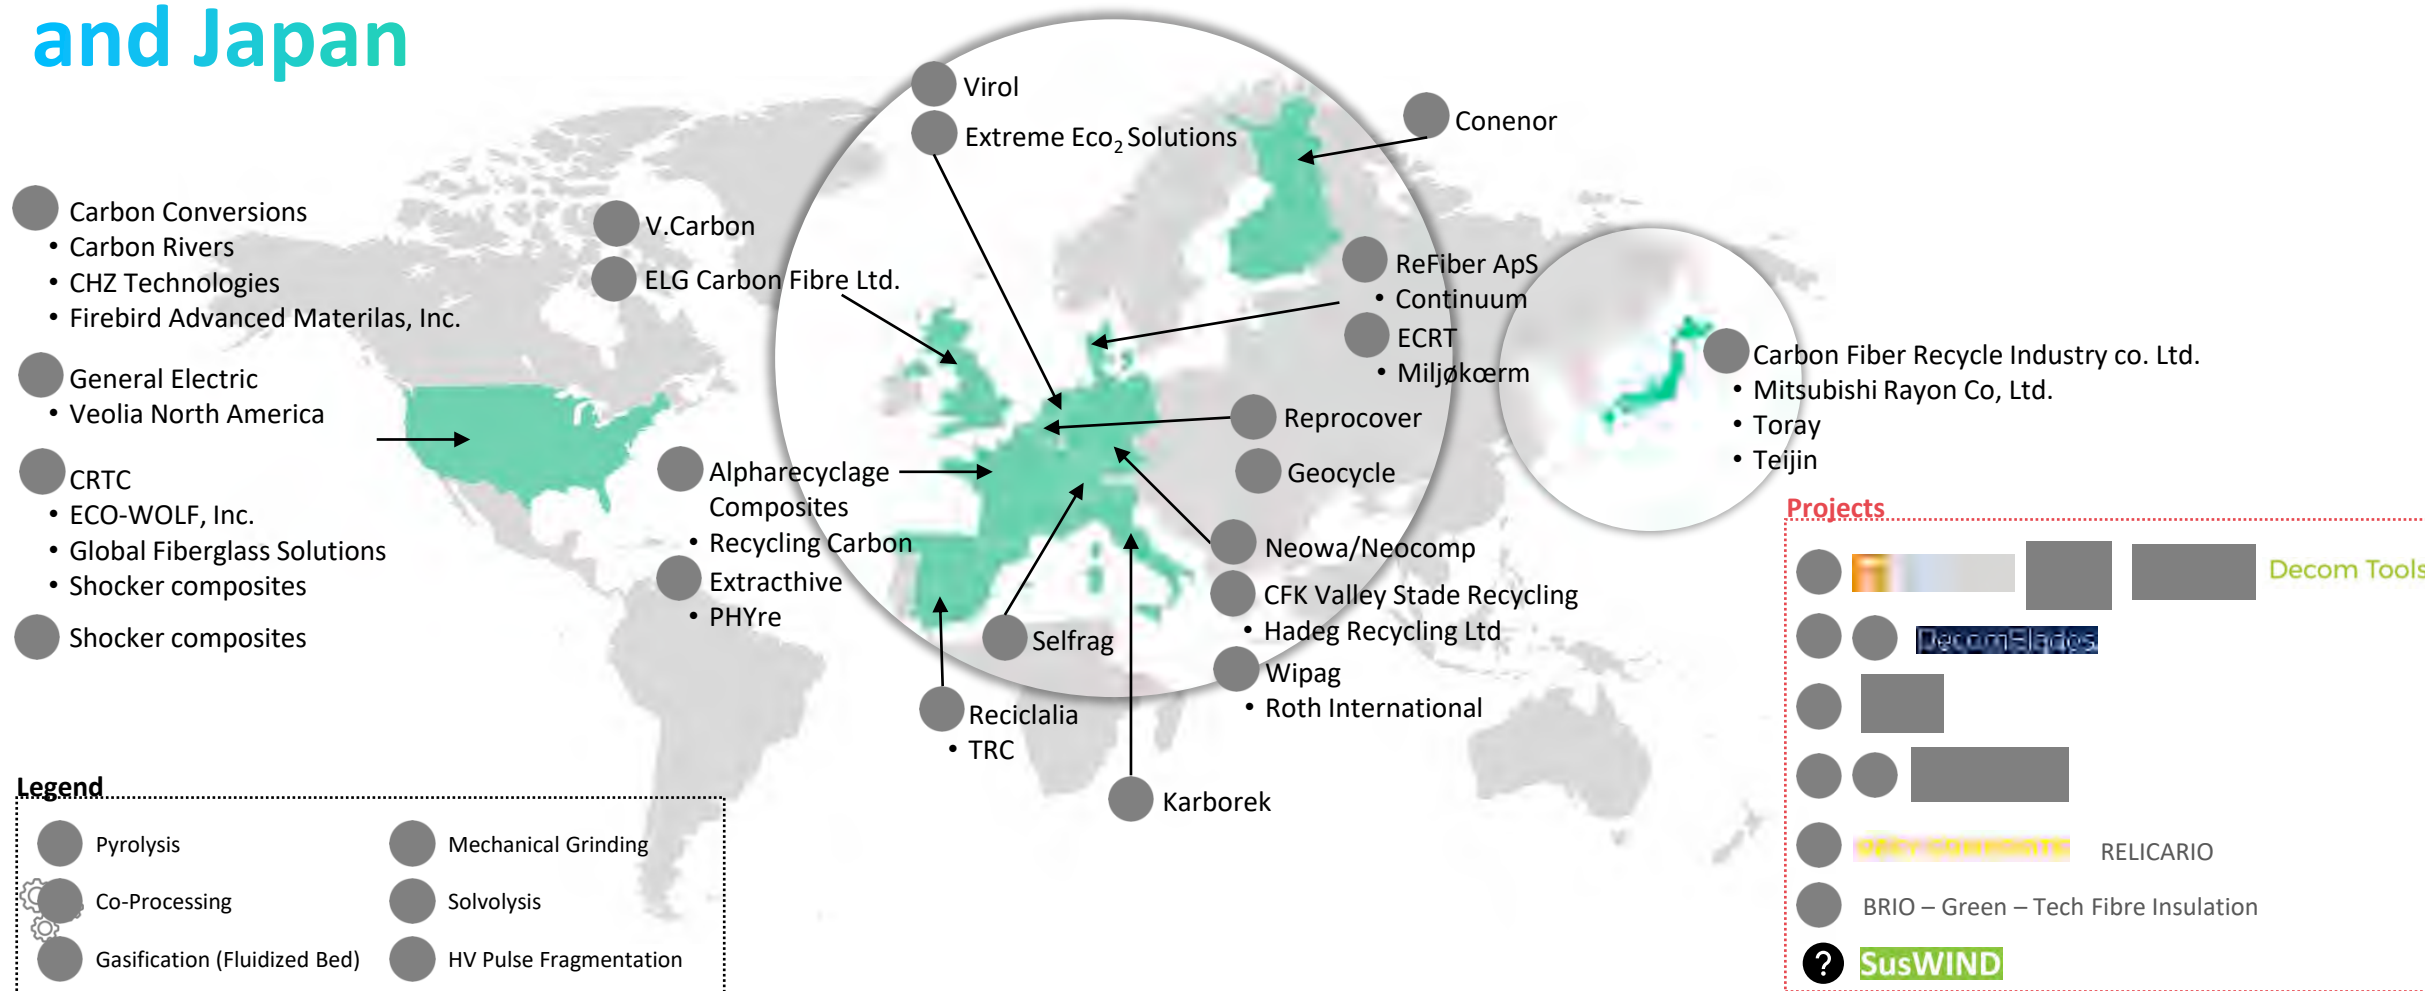 and Japan
Virol
Extreme Eco₂ Solutions
Conenor
Carbon Conversions
• Carbon Rivers
• CHZ Technologies
• Firebird Advanced Materilas, Inc.
General Electric
• Veolia North America
CRTC
• ECO-WOLF, Inc.
• Global Fiberglass Solutions
• Shocker composites
Shocker composites
V.Carbon
ELG Carbon Fibre Ltd.
ReFiber ApS
• Continuum
ECRT
• Miljøkœrm
Reprocover
Geocycle
Alpharecyclage
Composites
• Recycling Carbon
Extracthive
• PHYre
Selfrag
Neowa/Neocomp
CFK Valley Stade Recycling
• Hadeg Recycling Ltd
Wipag
• Roth International
Reciclalia
• TRC
Karborek
Carbon Fiber Recycle Industry co. Ltd.
• Mitsubishi Rayon Co, Ltd.
• Toray
• Teijin
Legend
Pyrolysis
Mechanical Grinding
Co-Processing
Solvolysis
Gasification (Fluidized Bed)
HV Pulse Fragmentation
Projects
Decom Tools
DecomBlades
RELICARIO
BRIO – Green – Tech Fibre Insulation
? SusWIND